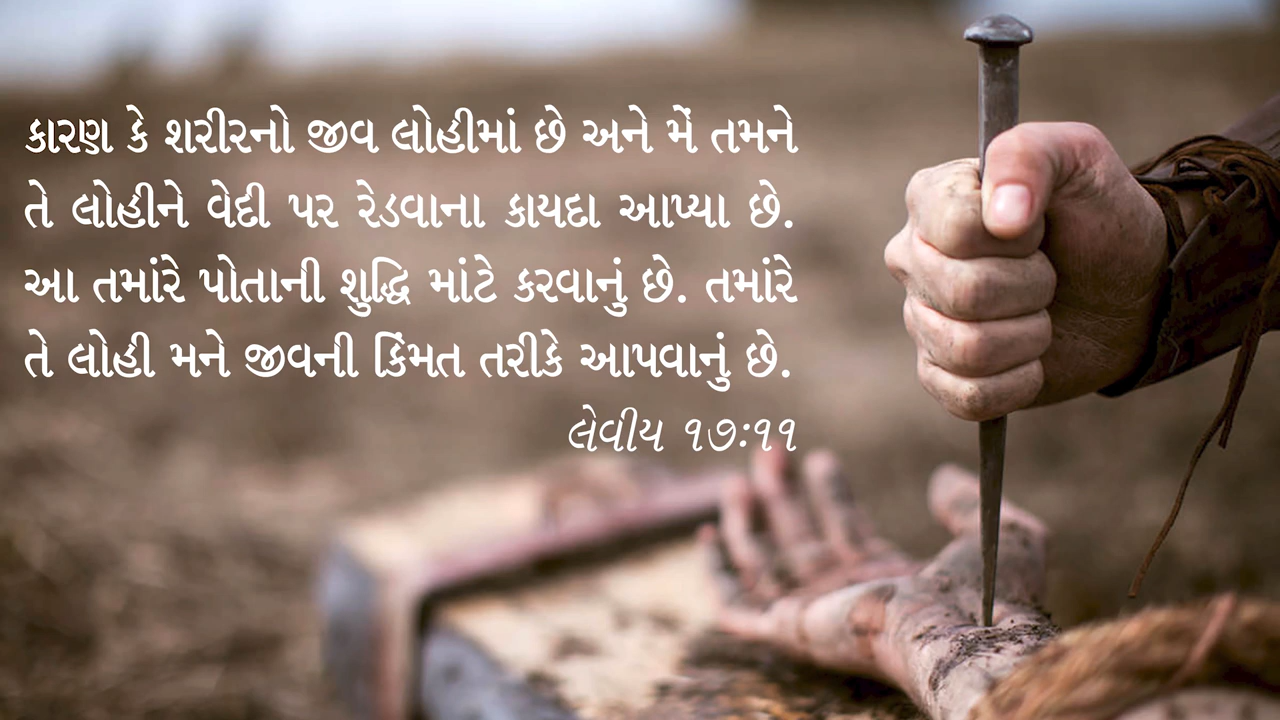 કારણ કે શરીરનો જીવ લોહીમાં છે અને મેં તમને
તે લોહીને વેદી પર રેડવાના કાયદા આપ્યા છે.
આ તમાંરે પોતાની શુદ્ધિ માંટે કરવાનું છે. તમાંરે
તે લોહી મને જીવની કિંમત તરીકે આપવાનું છે.
લેવીય ૧૭:૧૧